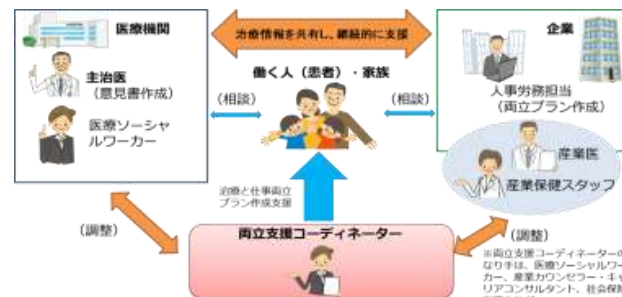 医療機関
主治医
（意見書作成）
医療ソーシャ
ルワーカー
治療情報を共有し、継続的に支援
働く人（患者）・家族
（相談）
（相談）
企業
人事労務担当
（両立プラン作成）
産業医
産業保健スタッフ
治療と仕事両立
プラン作成支援
（調整）
両立支援コーディネーター
（調整）
※両立支援コーディネーターの
なり手は、医療ソーシャルワー
カー、産業カウンセラー・キャ
リアコンサルタント、社会保険